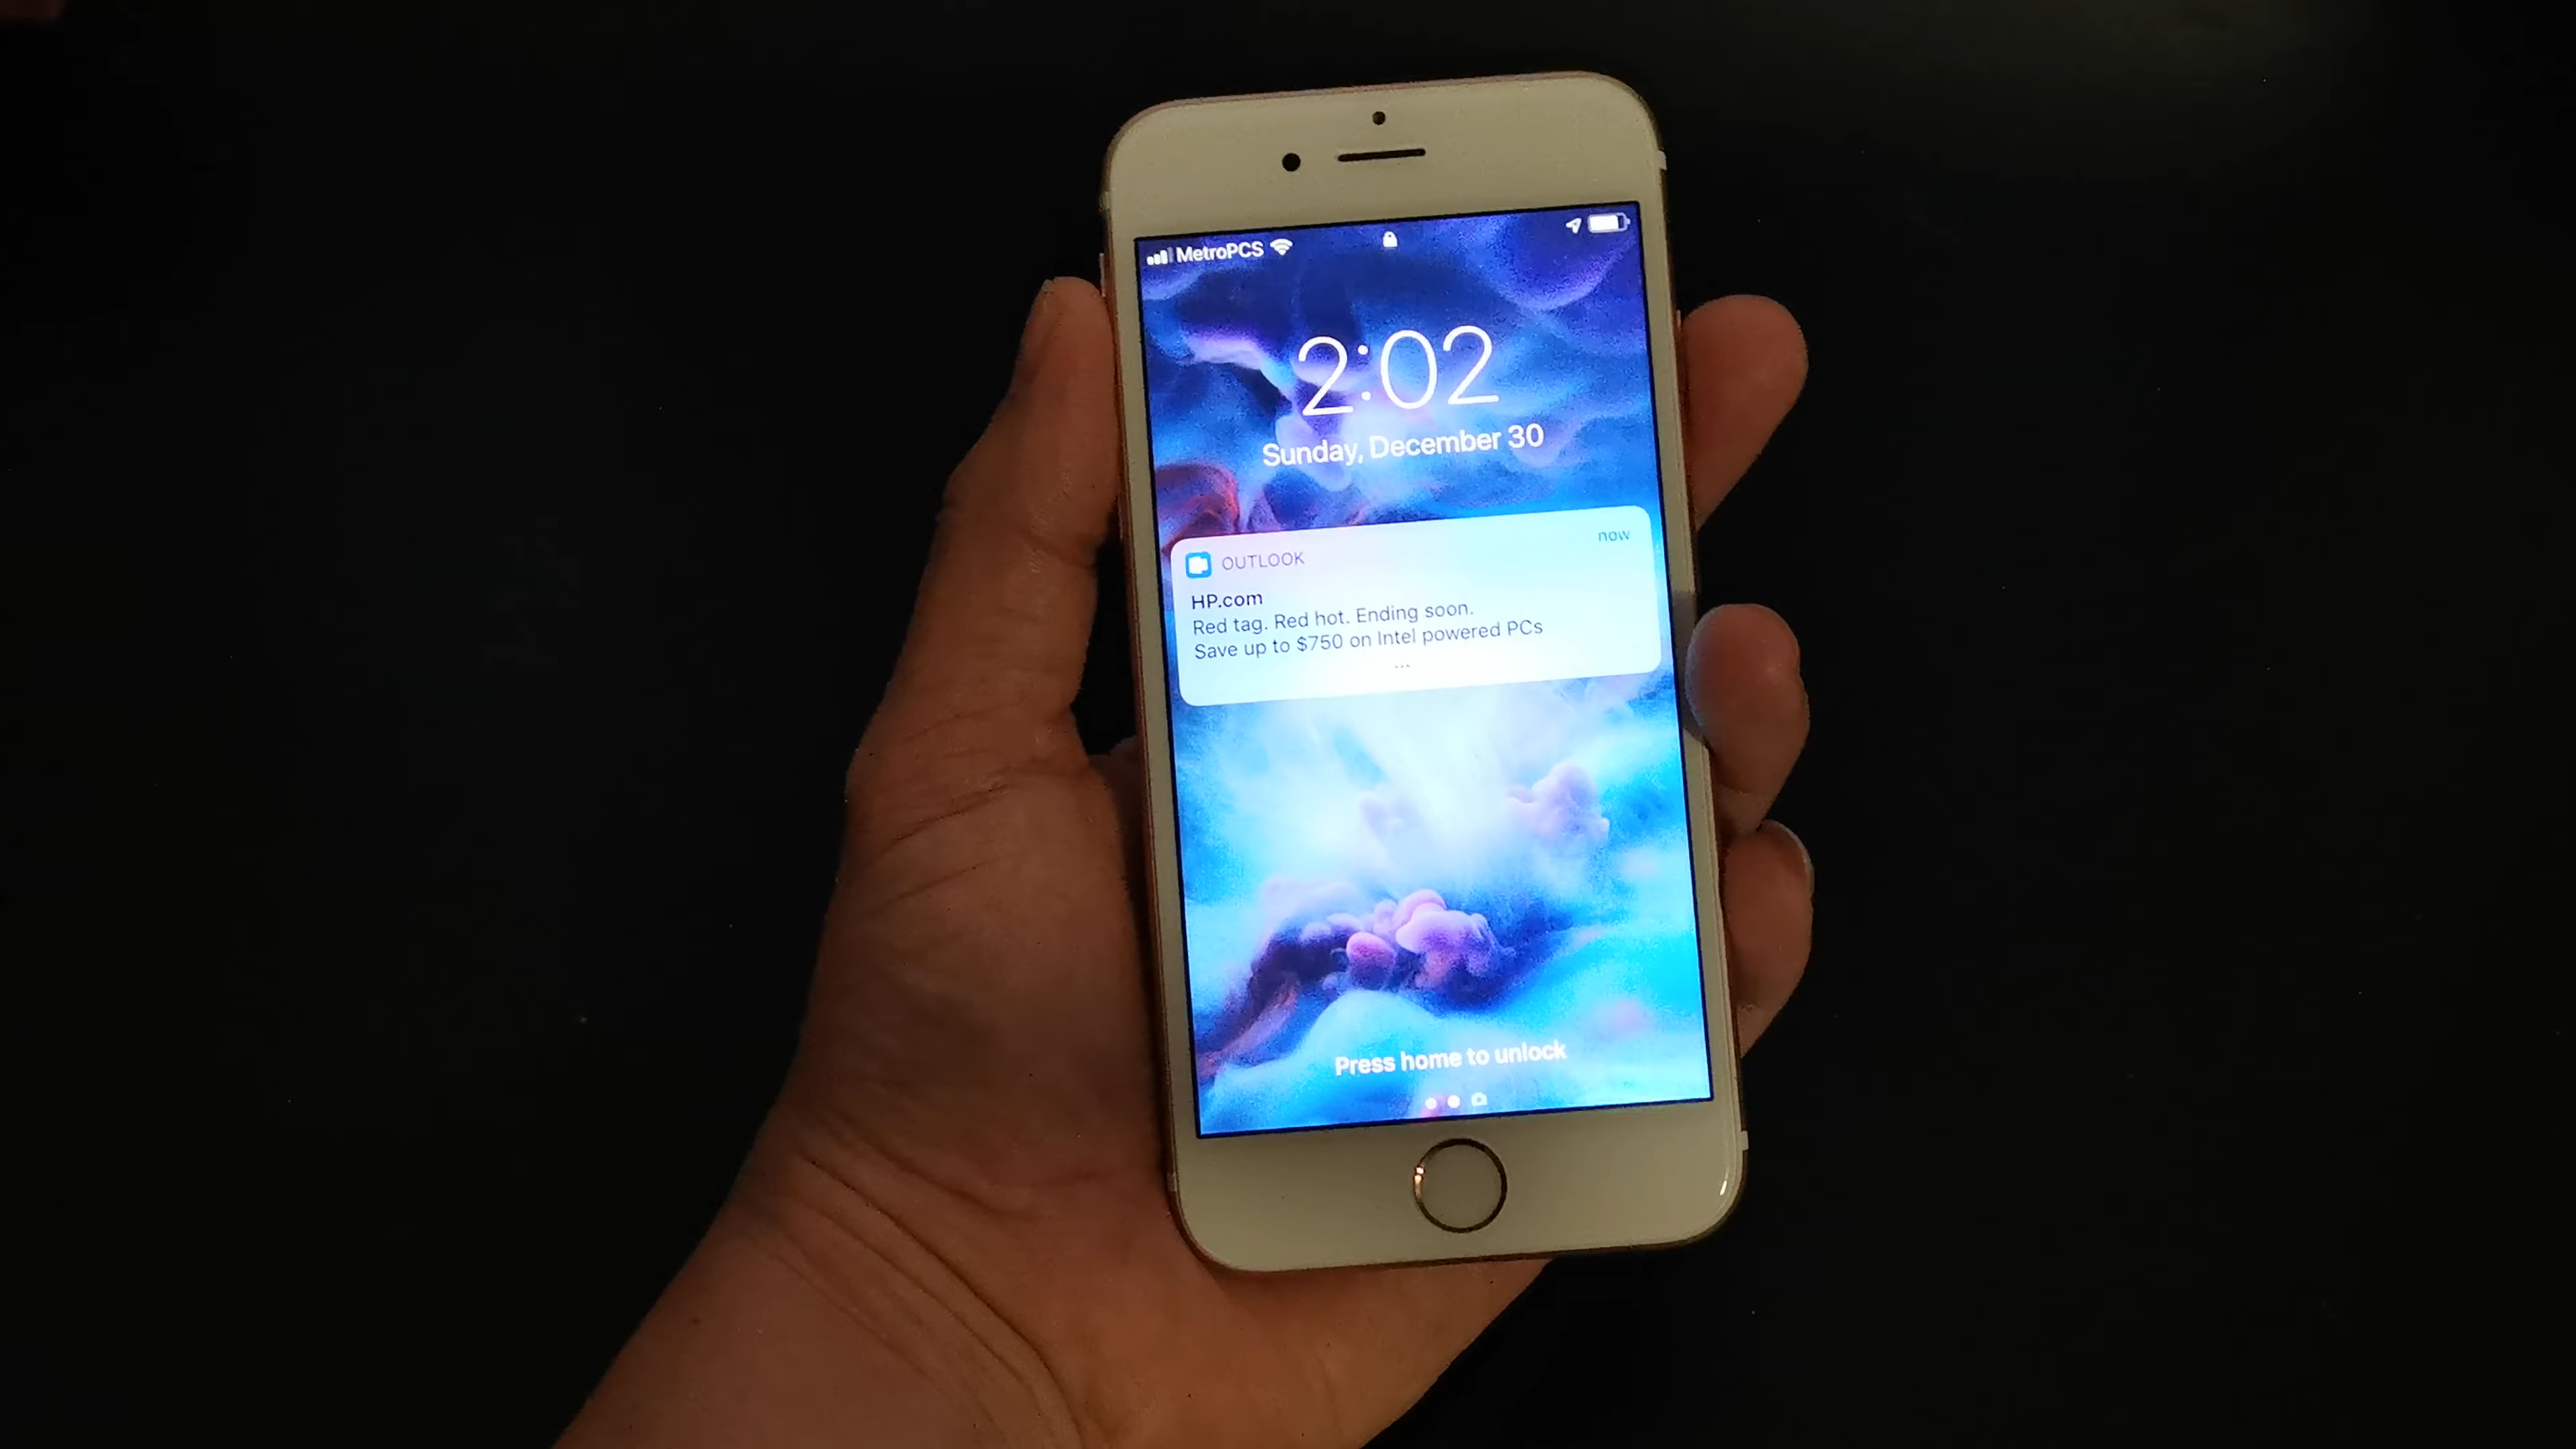 MetroPCS
2:02
Sunday, December 30
OUTLOOK
now
HP.com
Red tag. Red hot. Ending soon.
Save up to $750 on Intel powered PCs
...
Press home to unlock